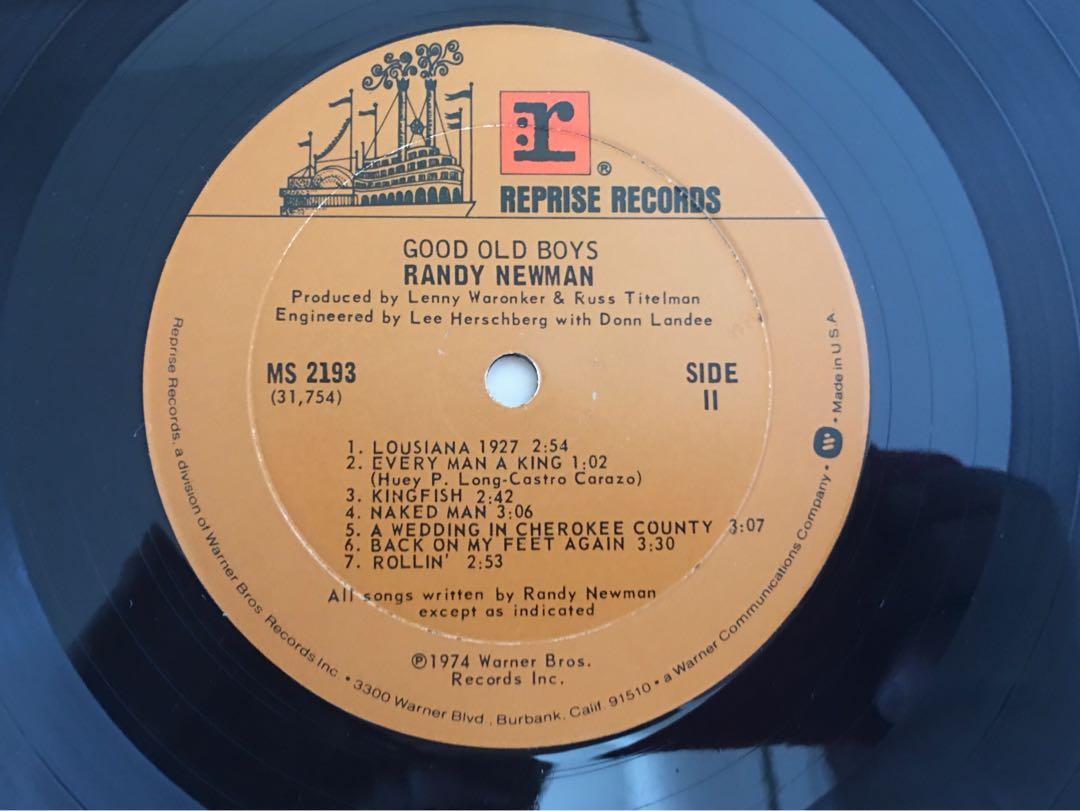 r®
REPRISE RECORDS
GOOD OLD BOYS
RANDY NEWMAN
Produced by Lenny Waronker & Russ Titelman
Engineered by Lee Herschberg with Donn Landee
MS 2193
(31,754)
SIDE
II
1. LOUSIANA 1927 2:54
2. EVERY MAN A KING 1:02
(Huey P. Long-Castro Carazo)
3. KINGFISH 2:42
4. NAKED MAN 3:06
5. A WEDDING IN CHEROKEE COUNTY 3:07
6. BACK ON MY FEET AGAIN 3:30
7. ROLLIN' 2:53
All songs written by Randy Newman
except as indicated
℗1974 Warner Bros.
Records Inc.
Reprise Records, a division of Warner Bros. Records Inc. • 3300 Warner Blvd., Burbank, Calif. 91510 • a Warner Communications Company • W • Made in U.S.A.